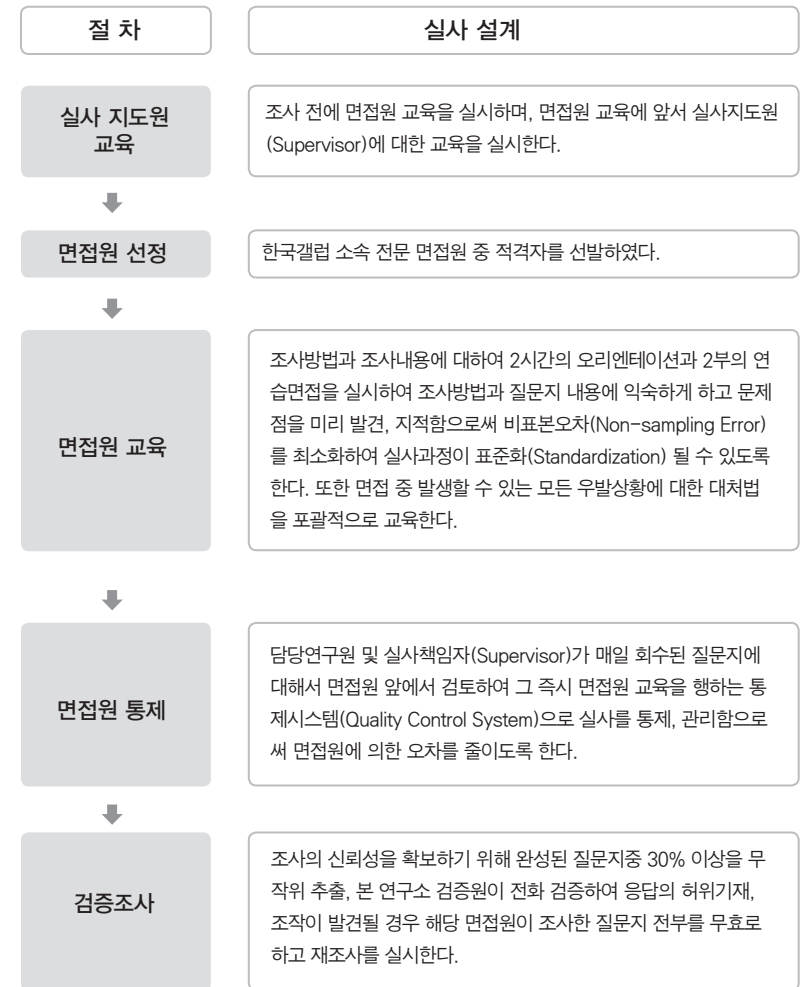 절 차
실사 설계
실사 지도원
교육
조사 전에 면접원 교육을 실시하며, 면접원 교육에 앞서 실사지도원
(Supervisor)에 대한 교육을 실시한다.
면접원 선정
한국갤럽 소속 전문 면접원 중 적격자를 선발하였다.
면접원 교육
조사방법과 조사내용에 대하여 2시간의 오리엔테이션과 2부의 연
습면접을 실시하여 조사방법과 질문지 내용에 익숙하게 하고 문제
점을 미리 발견, 지적함으로써 비표본오차(Non-sampling Error)
를 최소화하여 실사과정이 표준화(Standardization) 될 수 있도록
한다. 또한 면접 중 발생할 수 있는 모든 우발상황에 대한 대처법
을 포괄적으로 교육한다.
면접원 통제
담당연구원 및 실사책임자(Supervisor)가 매일 회수된 질문지에
대해서 면접원 앞에서 검토하여 그 즉시 면접원 교육을 행하는 통
제시스템(Quality Control System)으로 실사를 통제, 관리함으로
써 면접원에 의한 오차를 줄이도록 한다.
검증조사
조사의 신뢰성을 확보하기 위해 완성된 질문지중 30% 이상을 무
작위 추출, 본 연구소 검증원이 전화 검증하여 응답의 허위기재,
조작이 발견될 경우 해당 면접원이 조사한 질문지 전부를 무효로
하고 재조사를 실시한다.